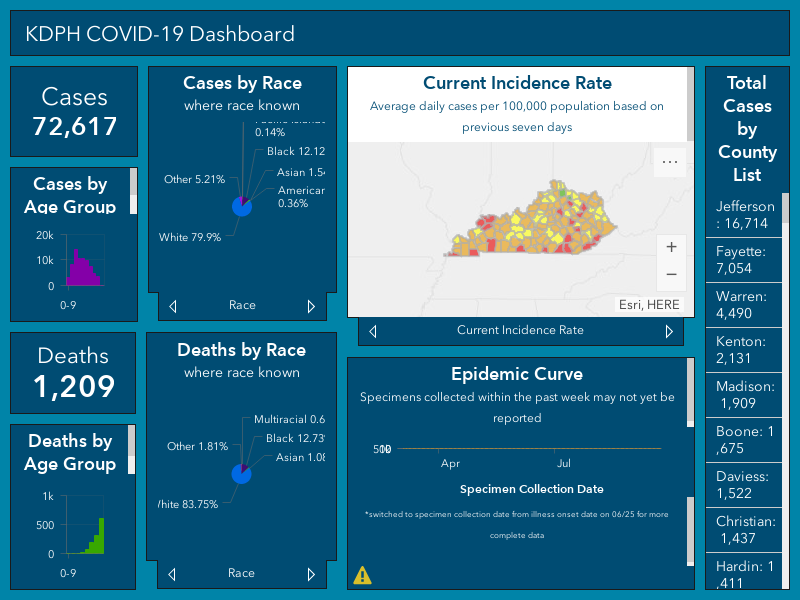 KDPH COVID-19 Dashboard
Cases
72,617
Cases by
Age Group
20k
10k
0
0-9
Deaths
1,209
Deaths by
Age Group
1k
500
0
0-9
Cases by Race
where race known
0.14%
Black 12.12
Other 5.21%
Asian 1.5
American
0.36%
White 79.9%
Race
Deaths by Race
where race known
Multiracial 0.6
Other 1.81%
Black 12.73
Asian 1.08
White 83.75%
Race
Current Incidence Rate
Average daily cases per 100,000 population based on
previous seven days
Esri, HERE
Current Incidence Rate
Epidemic Curve
Specimens collected within the past week may not yet be
reported
Apr
Jul
Specimen Collection Date
*switched to specimen collection date from illness onset date on 06/25 for more
complete data
Total
Cases
by
County
List
Jefferson
: 16,714
Fayette:
7,054
Warren:
4,490
Kenton:
2,131
Madison:
1,909
Boone: 1
,675
Daviess:
1,522
Christian:
1,437
Hardin: 1
,411